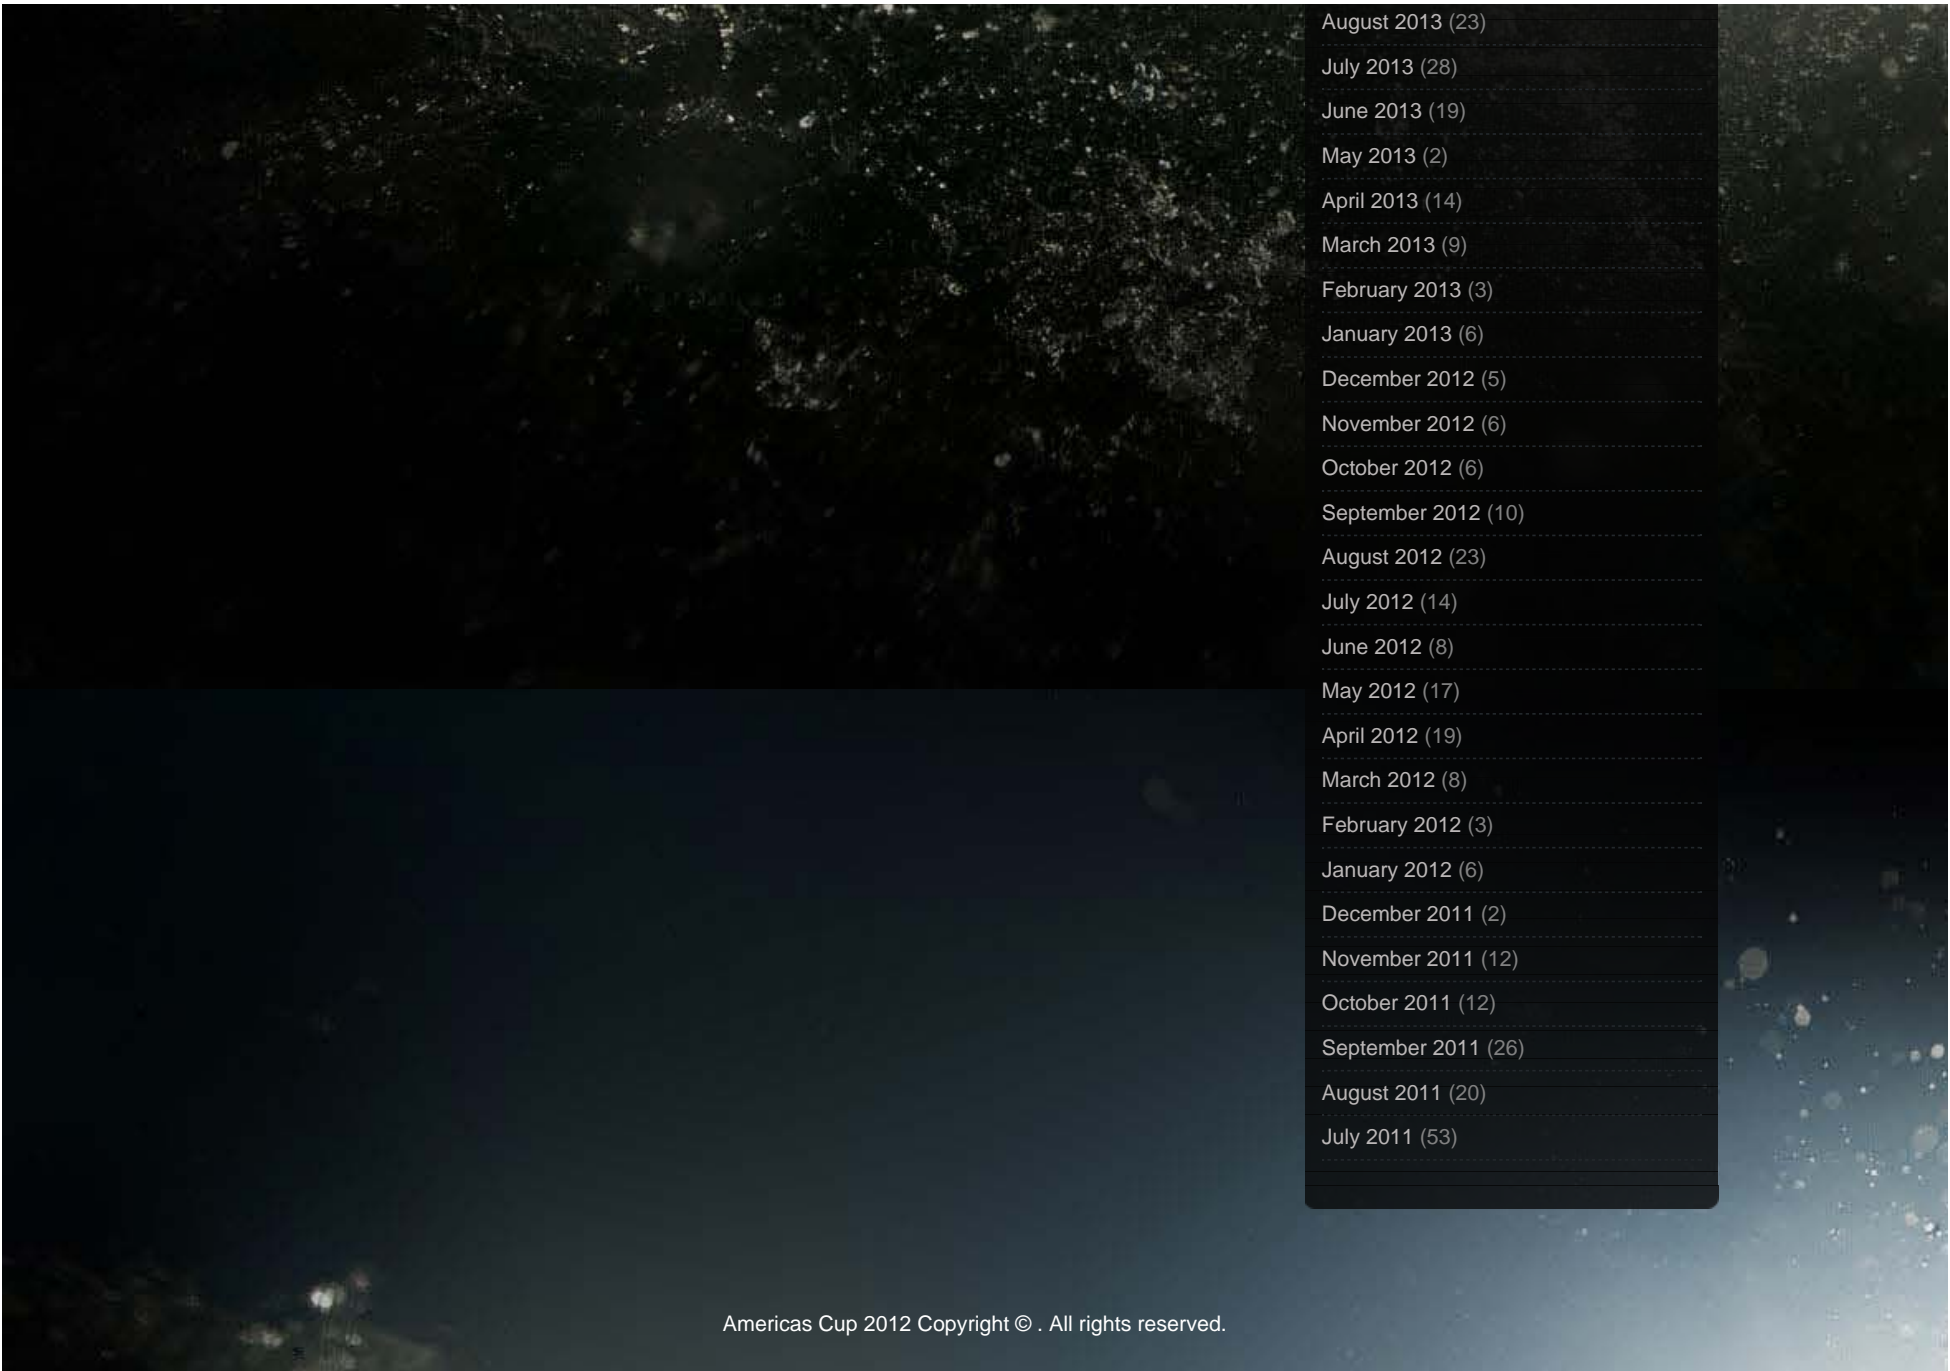 August 2013 (23)
July 2013 (28)
June 2013 (19)
May 2013 (2)
April 2013 (14)
March 2013 (9)
February 2013 (3)
January 2013 (6)
December 2012 (5)
November 2012 (6)
October 2012 (6)
September 2012 (10)
August 2012 (23)
July 2012 (14)
June 2012 (8)
May 2012 (17)
April 2012 (19)
March 2012 (8)
February 2012 (3)
January 2012 (6)
December 2011 (2)
November 2011 (12)
October 2011 (12)
September 2011 (26)
August 2011 (20)
July 2011 (53)
Americas Cup 2012 Copyright © . All rights reserved.